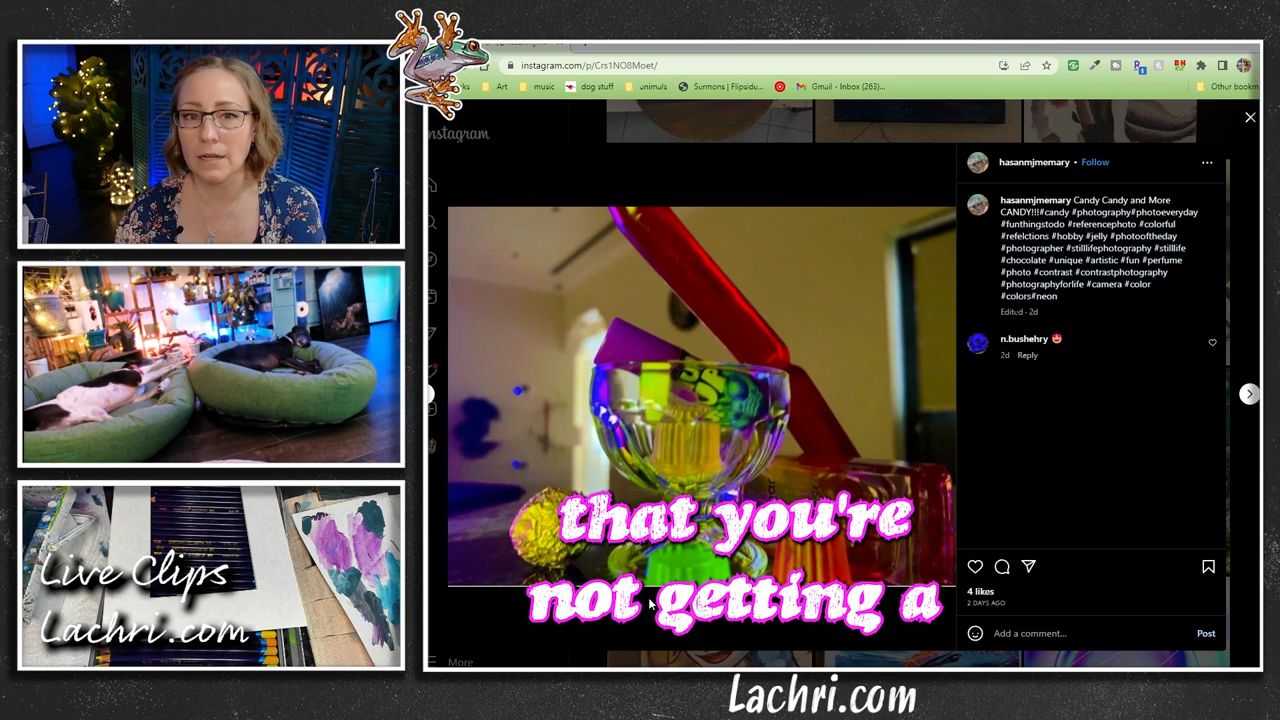 instagram.com/p/Crs1NO8Moet/
ks Art music dog stuff animals Sermons | Flipside... Gmail - Inbox (263)... Other bookm
nstagram
hasanmjmemary • Follow
hasanmjmemary Candy Candy and More
CANDY!!!#candy #photography#photoeveryday
#funthingstodo #referencephoto #colorful
#refelctions #hobby #jelly #photooftheday
#photographer #stilllifephotography #stilllife
#chocolate #unique #artistic #fun #perfume
#photo #contrast #contrastphotography
#photographyforlife #camera #color
#colors#neon
Edited · 2d
n.bushehry 😍
2d Reply
that you're
not getting a
4 likes
2 DAYS AGO
Add a comment... Post
More
Live Clips
Lachri.com
Lachri.com